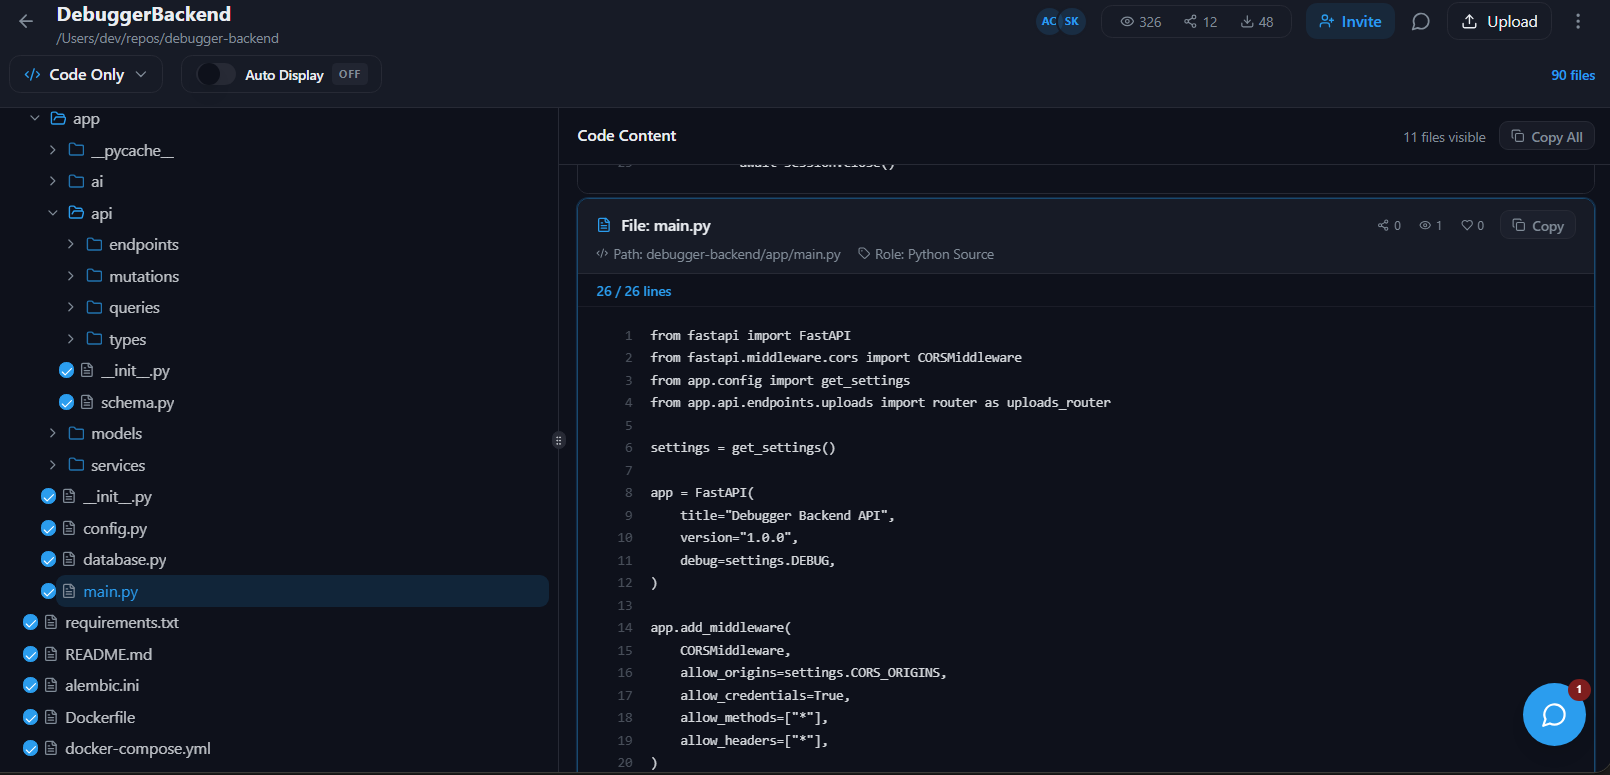 DebuggerBackend
/Users/dev/repos/debugger-backend
AC SK
326 12 48
Invite
Upload
Code Only
Auto Display OFF
90 files
app
__pycache__
ai
api
endpoints
mutations
queries
types
__init__.py
schema.py
models
services
__init__.py
config.py
database.py
main.py
requirements.txt
README.md
alembic.ini
Dockerfile
docker-compose.yml
Code Content
11 files visible
Copy All
File: main.py
0 1 0
Copy
Path: debugger-backend/app/main.py Role: Python Source
26 / 26 lines
1 from fastapi import FastAPI
2 from fastapi.middleware.cors import CORSMiddleware
3 from app.config import get_settings
4 from app.api.endpoints.uploads import router as uploads_router
5
6 settings = get_settings()
7
8 app = FastAPI(
9     title="Debugger Backend API",
10     version="1.0.0",
11     debug=settings.DEBUG,
12 )
13
14 app.add_middleware(
15     CORSMiddleware,
16     allow_origins=settings.CORS_ORIGINS,
17     allow_credentials=True,
18     allow_methods=["*"],
19     allow_headers=["*"],
20 )
1